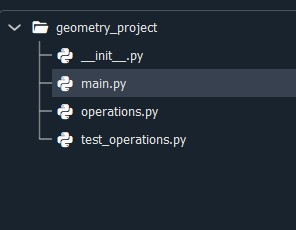 geometry_project
__init__.py
main.py
operations.py
test_operations.py